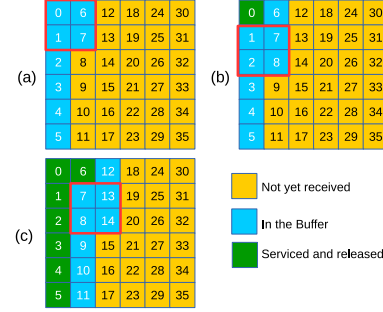 0 6 12 18 24 30
1 7 13 19 25 31
2 8 14 20 26 32
(a)
3 9 15 21 27 33
4 10 16 22 28 34
5 11 17 23 29 35
0 6 12 18 24 30
1 7 13 19 25 31
2 8 14 20 26 32
(b)
3 9 15 21 27 33
4 10 16 22 28 34
5 11 17 23 29 35
0 6 12 18 24 30
1 7 13 19 25 31
2 8 14 20 26 32
(c)
3 9 15 21 27 33
4 10 16 22 28 34
5 11 17 23 29 35
Not yet received
In the Buffer
Serviced and released